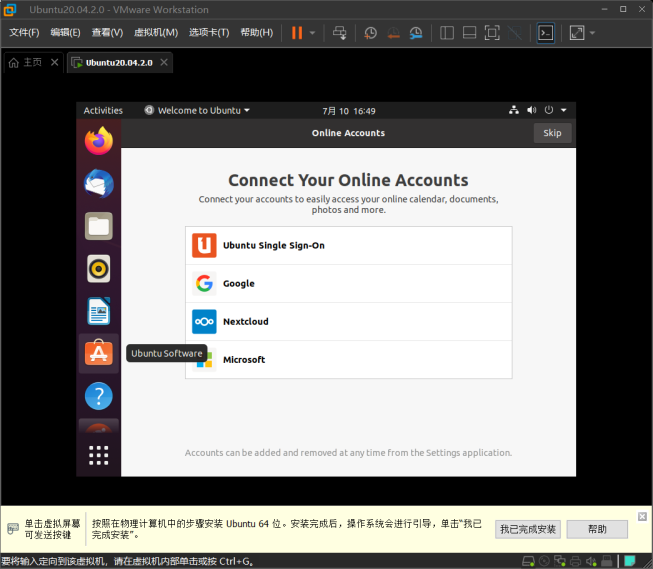 Ubuntu20.04.2.0 - VMware Workstation
文件(F) 编辑(E) 查看(V) 虚拟机(M) 选项卡(T) 帮助(H)
主页 Ubuntu20.04.2.0
Activities Welcome to Ubuntu 7月 10 16:49
Online Accounts Skip
Connect Your Online Accounts
Connect your accounts to easily access your online calendar, documents,
photos and more.
Ubuntu Single Sign-On
Google
Nextcloud
Ubuntu Software
Microsoft
Accounts can be added and removed at any time from the Settings application.
单击虚拟屏幕
可发送按键
按照在物理计算机中的步骤安装 Ubuntu 64 位。安装完成后，操作系统会进行引导，单击“我已
完成安装”。
我已完成安装 帮助
要将输入定向到该虚拟机，请在虚拟机内部单击或按 Ctrl+G。